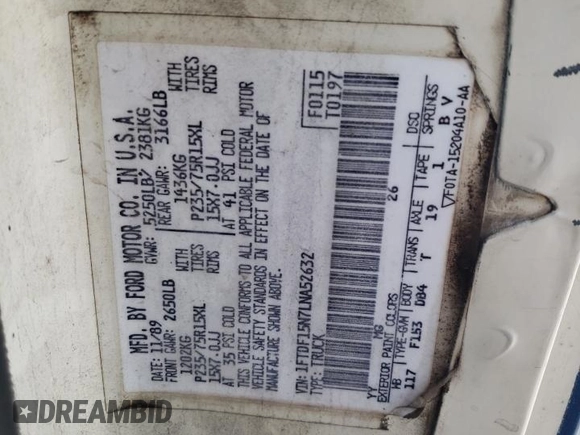 MFD. BY FORD MOTOR CO. IN U.S.A.
DATE: 11/89 GVWR: 5250LB/ 2381KG
FRONT GAWR: 2650LB REAR GAWR: 3166LB
1202KG WITH 1436KG WITH
P235/75R15XL TIRES P235/75R15XL TIRES
15X7.0JJ RIMS 15X7.0JJ RIMS
AT 35 PSI COLD AT 41 PSI COLD
THIS VEHICLE CONFORMS TO ALL APPLICABLE FEDERAL MOTOR
VEHICLE SAFETY STANDARDS IN EFFECT ON THE DATE OF
MANUFACTURE SHOWN ABOVE.
F0115
T0197
VIN: 1FTDF15N7LNA52632
TYPE: TRUCK
YY MG 26
EXTERIOR PAINT COLORS DSO
WB TYPE-GVW BODY TRANS AXLE TAPE SPRINGS
117 F153 U84 T 19 1 B V
F0TA-15204A10-AA
DREAMBID